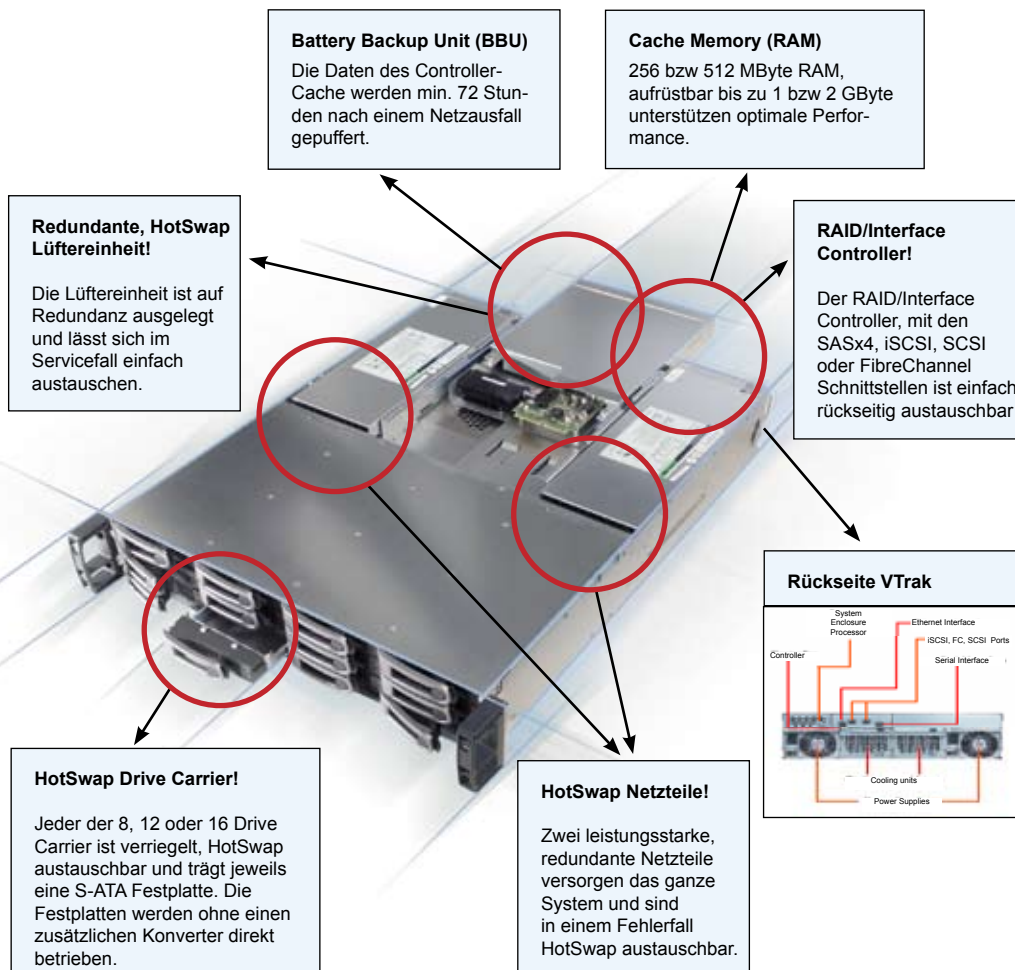 Battery Backup Unit (BBU)
Die Daten des Controller-
Cache werden min. 72 Stun-
den nach einem Netzausfall
gepuffert.
Cache Memory (RAM)
256 bzw 512 MByte RAM,
aufrüstbar bis zu 1 bzw 2 GByte
unterstützen optimale Perfor-
mance.
Redundante, HotSwap
Lüftereinheit!
Die Lüftereinheit ist auf
Redundanz ausgelegt
und lässt sich im
Servicefall einfach
austauschen.
RAID/Interface
Controller!
Der RAID/Interface
Controller, mit den
SASx4, iSCSI, SCSI
oder FibreChannel
Schnittstellen ist einfach
rückseitig austauschbar
Rückseite VTrak
System
Enclosure
Processor
Ethernet Interface
iSCSI, FC, SCSI Ports
Controller
Serial Interface
Cooling units
Power Supplies
HotSwap Drive Carrier!
Jeder der 8, 12 oder 16 Drive
Carrier ist verriegelt, HotSwap
austauschbar und trägt jeweils
eine S-ATA Festplatte. Die
Festplatten werden ohne einen
zusätzlichen Konverter direkt
betrieben.
HotSwap Netzteile!
Zwei leistungsstarke,
redundante Netzteile
versorgen das ganze
System und sind
in einem Fehlerfall
HotSwap austauschbar.